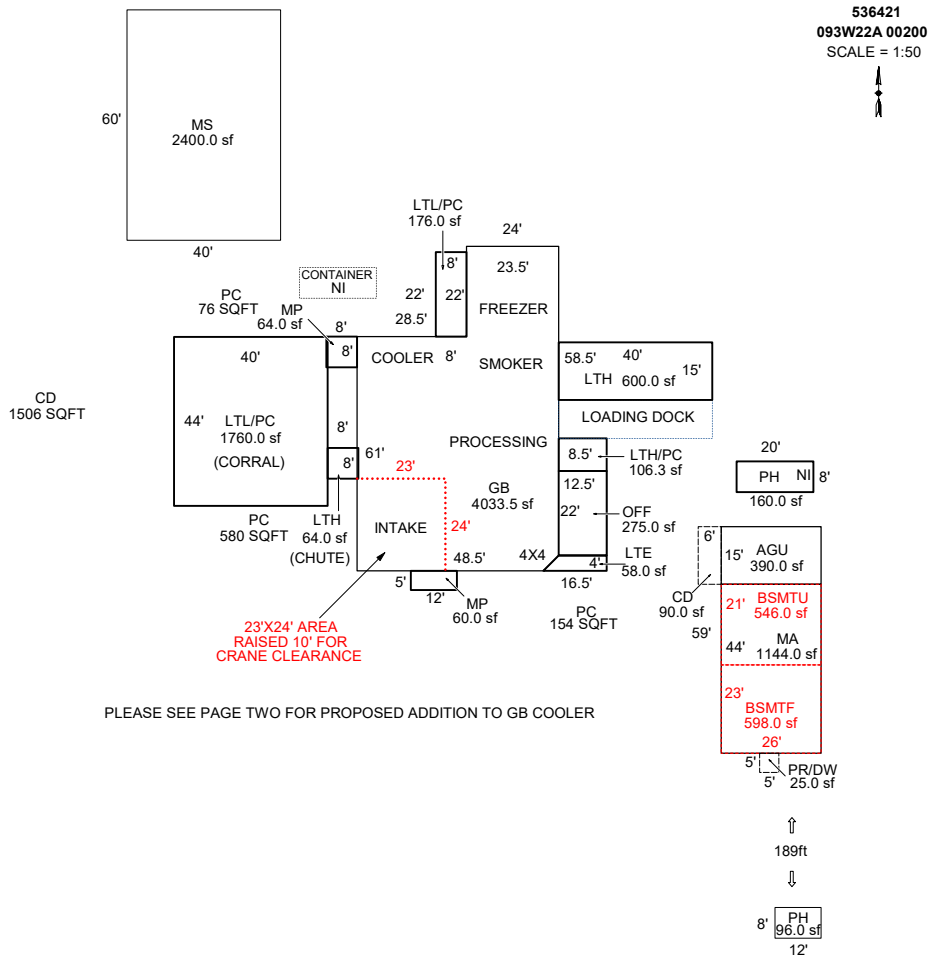 536421
093W22A 00200
SCALE = 1:50
60'
MS
2400.0 sf
40'
LTL/PC
176.0 sf
24'
8'
23.5'
CONTAINER
NI
22'
22'
28.5'
FREEZER
PC
76 SQFT
MP
64.0 sf
8'
8'
40'
COOLER
8'
SMOKER
58.5'
40'
15'
LTH
600.0 sf
LOADING DOCK
CD
1506 SQFT
44'
LTL/PC
1760.0 sf
(CORRAL)
8'
8'
61'
23'
PROCESSING
8.5'
LTH/PC
106.3 sf
GB
4033.5 sf
12.5'
22'
OFF
275.0 sf
20'
PH
NI
8'
160.0 sf
PC
580 SQFT
LTH
64.0 sf
(CHUTE)
INTAKE
24'
48.5'
4X4
4'
LTE
58.0 sf
16.5'
5'
12'
MP
60.0 sf
PC
154 SQFT
6'
15'
AGU
390.0 sf
CD
90.0 sf
21'
BSMTU
546.0 sf
59'
44'
MA
1144.0 sf
23'X24' AREA
RAISED 10' FOR
CRANE CLEARANCE
23'
BSMTF
598.0 sf
26'
PLEASE SEE PAGE TWO FOR PROPOSED ADDITION TO GB COOLER
5'
5'
PR/DW
25.0 sf
189ft
8'
PH
96.0 sf
12'